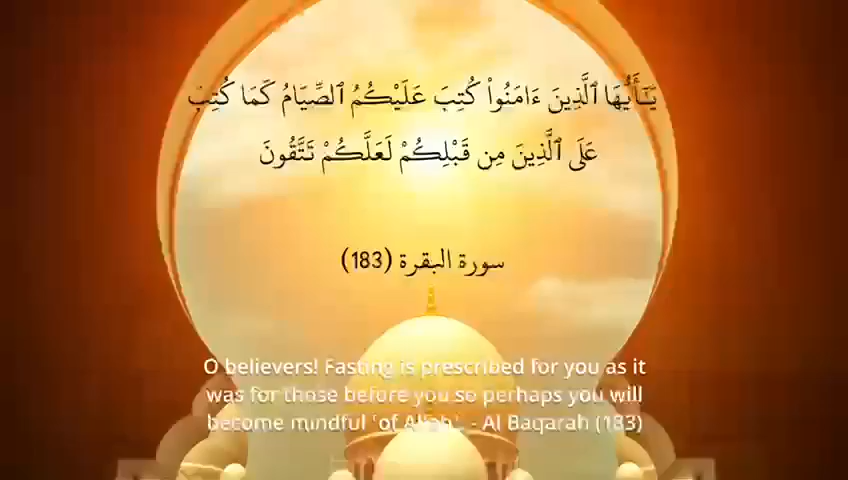 يَـٰٓأَيُّهَا ٱلَّذِينَ ءَامَنُوا۟ كُتِبَ عَلَيْكُمُ ٱلصِّيَامُ كَمَا كُتِبَ
عَلَى ٱلَّذِينَ مِن قَبْلِكُمْ لَعَلَّكُمْ تَتَّقُونَ
سورة البقرة (183)
O believers! Fasting is prescribed for you as it
was for those before you so perhaps you will
become mindful ˹of Allah˺. - Al Baqarah (183)